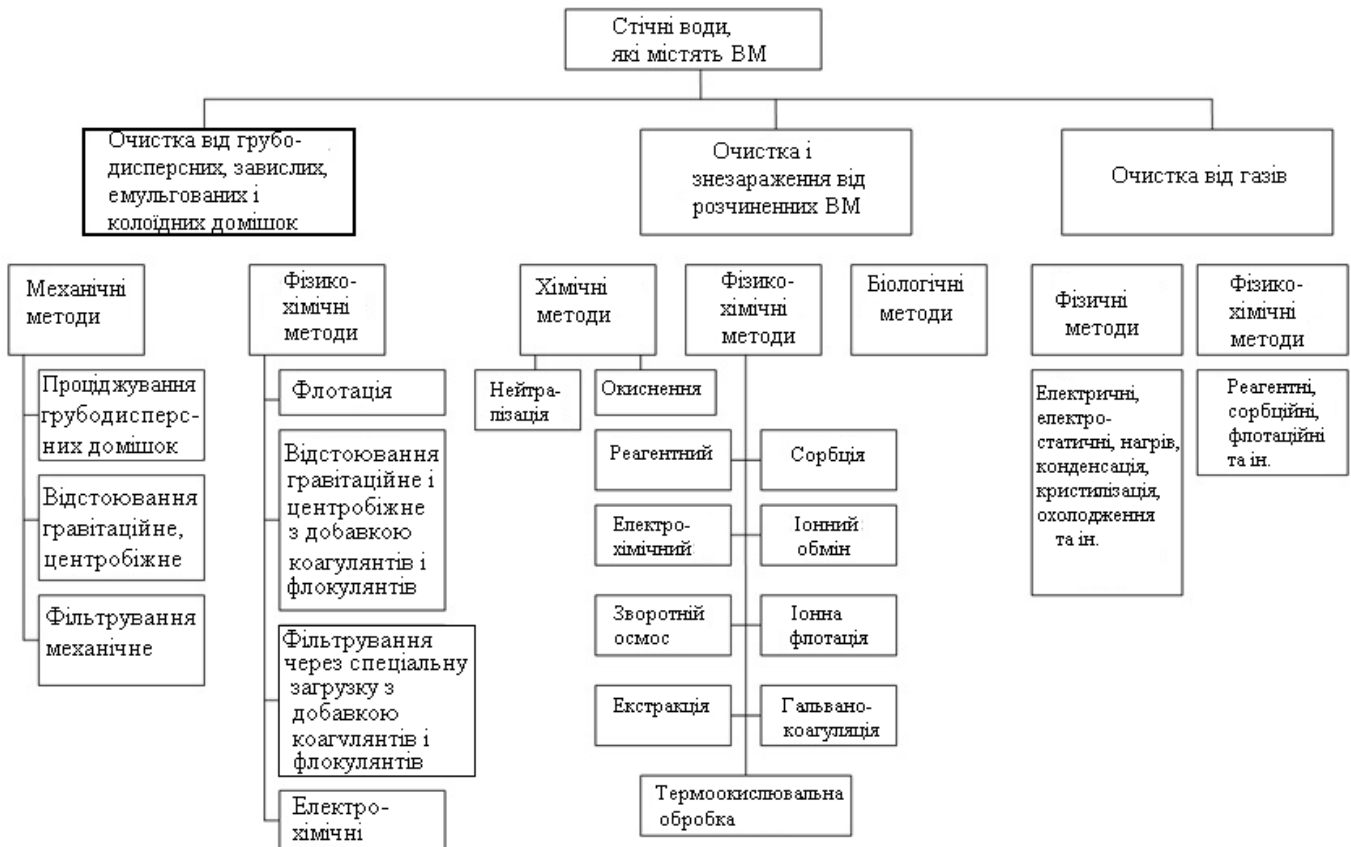 Стічні води,
які містять ВМ
Очистка від грубо-
дисперсних, завислих,
емульгованих і
колоїдних домішок
Очистка і
знезараження від
розчиненних ВМ
Очистка від газів
Механічні
методи
Фізико-
хімічні
методи
Хімічні
методи
Фізико-
хімічні
методи
Біологічні
методи
Фізичні
методи
Фізико-
хімічні
методи
Проціджування
грубодисперс-
них домішок
Відстоювання
гравітаційне,
центробіжне
Фільтрування
механічне
Флотація
Відстоювання
гравітаційне і
центробіжне
з добавкою
коагулянтів і
флокулянтів
Фільтрування
через спеціальну
загрузку з
добавкою
коагулянтів і
флокулянтів
Електро-
хімічні
Нейтра-
лізація
Окиснення
Реагентний
Сорбція
Електро-
хімічний
Іонний
обмін
Зворотній
осмос
Іонна
флотація
Екстракція
Гальвано-
коагуляція
Термоокислювальна
обробка
Електричні,
електро-
статичні, нагрів,
конденсація,
кристилізація,
охолодження
та ін.
Реагентні,
сорбційні,
флотаційні
та ін.